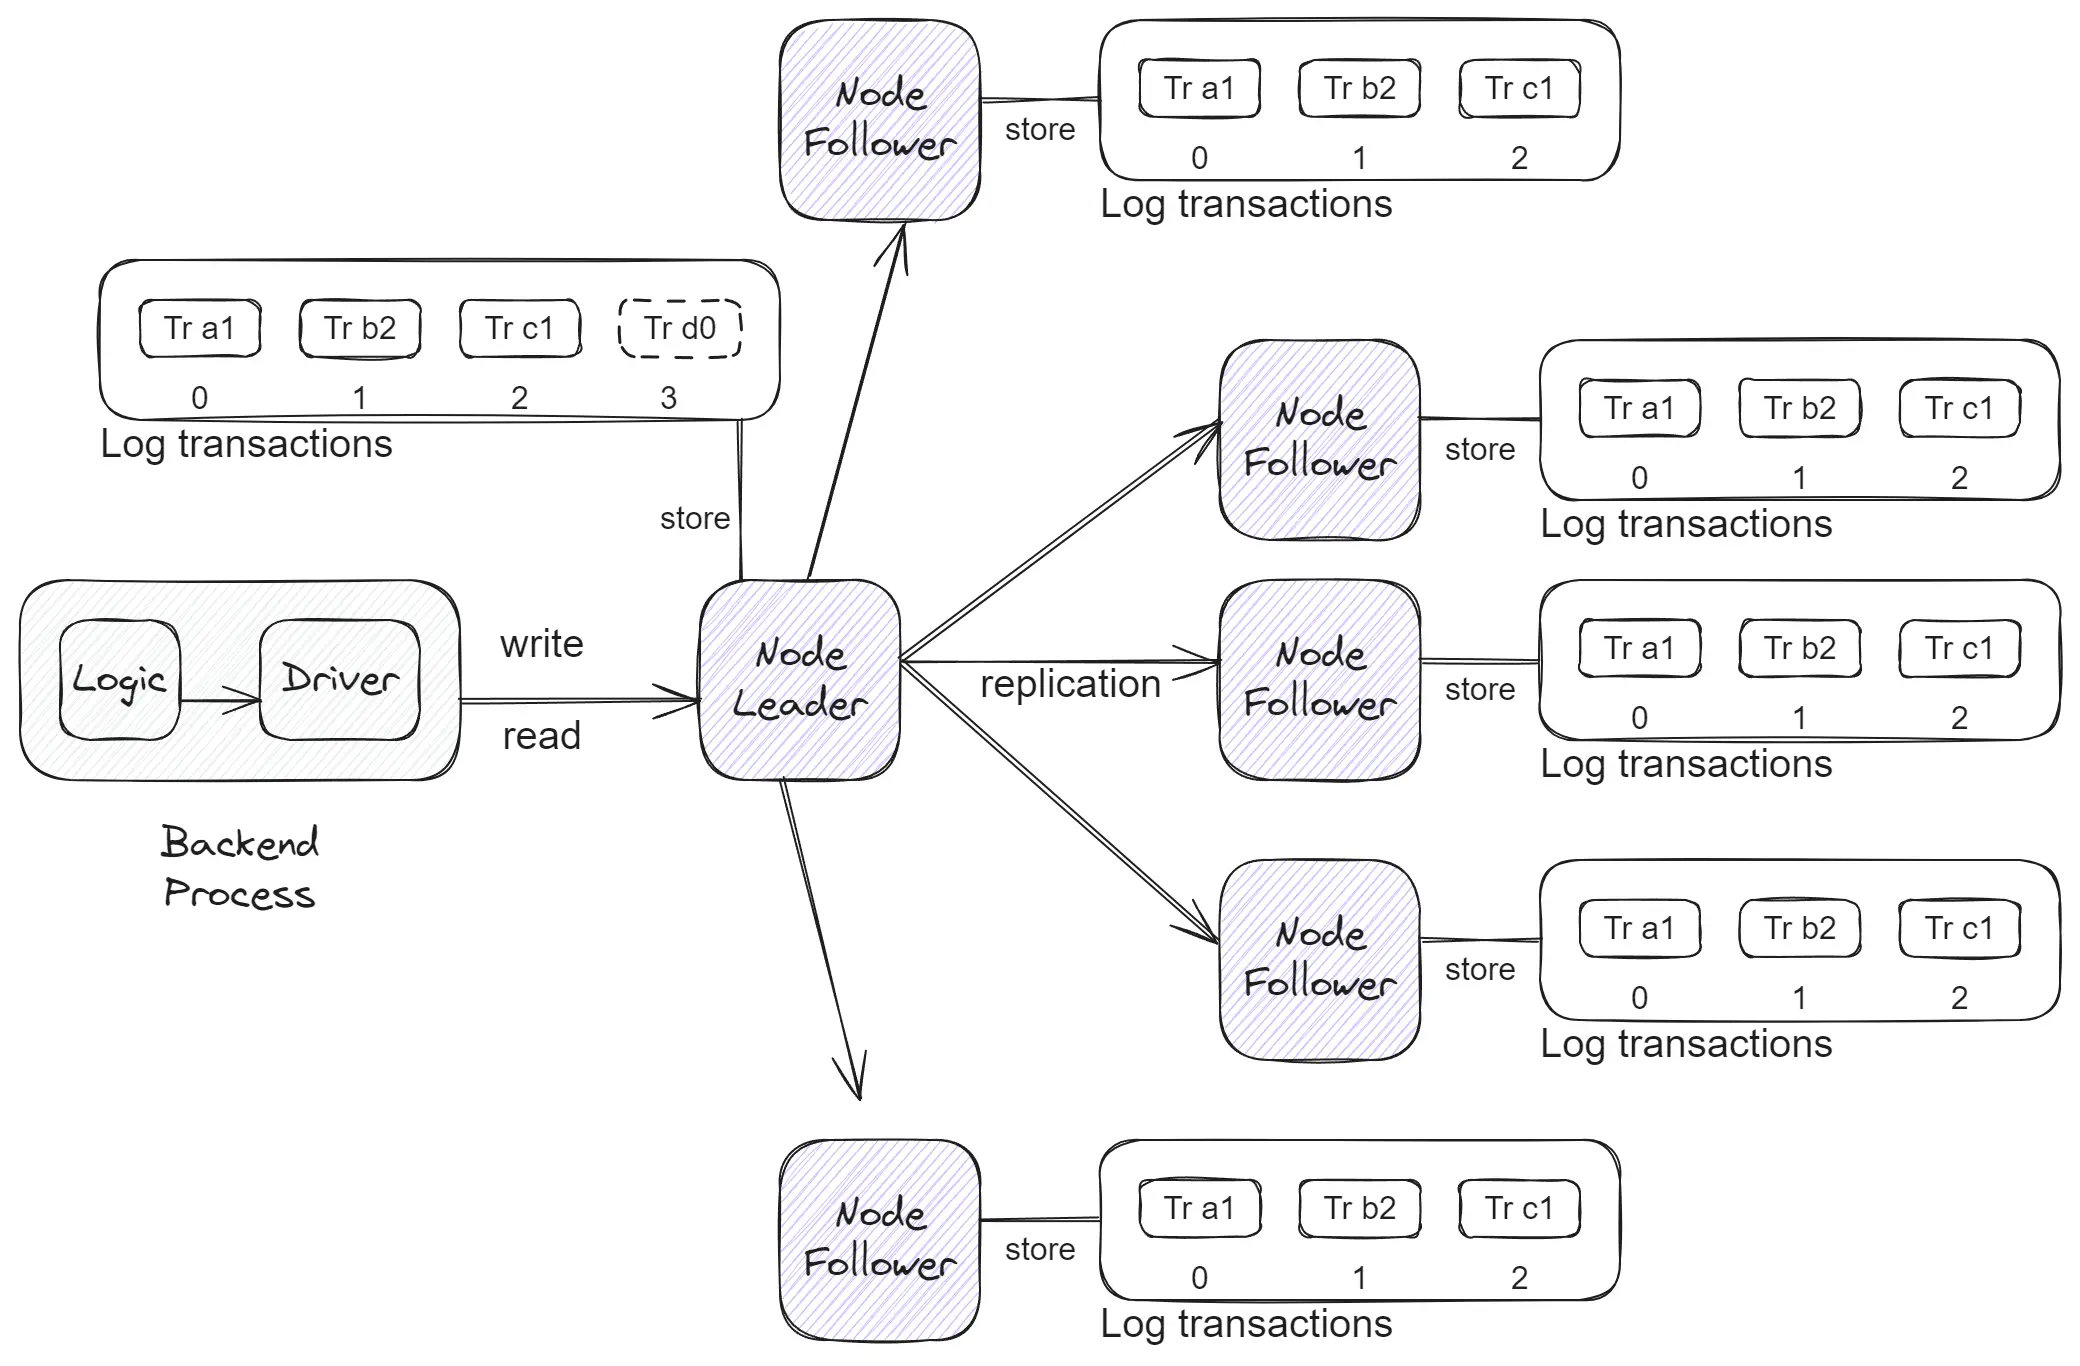 Node
Follower
store
Tr a1
Tr b2
Tr c1
0
1
2
Log transactions
Tr a1
Tr b2
Tr c1
Tr d0
0
1
2
3
Log transactions
store
Node
Follower
store
Tr a1
Tr b2
Tr c1
0
1
2
Log transactions
Logic
Driver
Backend
Process
write
read
Node
Leader
replication
Node
Follower
store
Tr a1
Tr b2
Tr c1
0
1
2
Log transactions
Node
Follower
store
Tr a1
Tr b2
Tr c1
0
1
2
Log transactions
Node
Follower
store
Tr a1
Tr b2
Tr c1
0
1
2
Log transactions